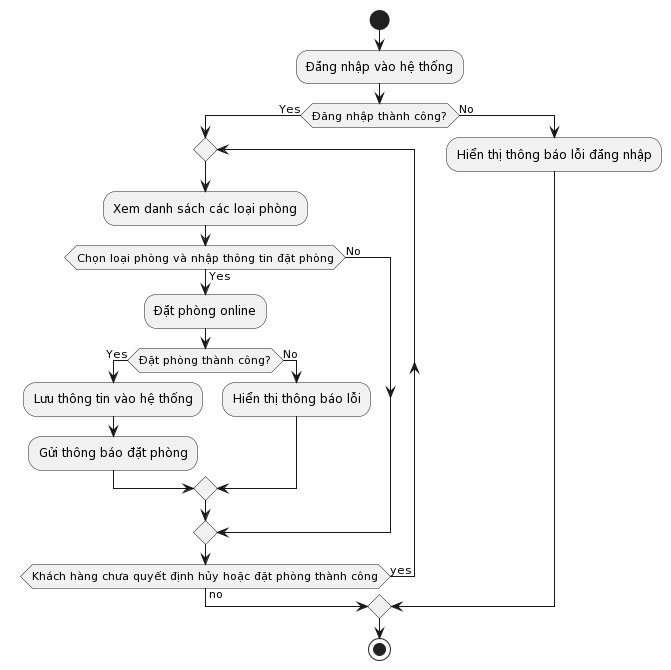 Đăng nhập vào hệ thống
Yes
Đăng nhập thành công?
No
Hiển thị thông báo lỗi đăng nhập
Xem danh sách các loại phòng
Chọn loại phòng và nhập thông tin đặt phòng
No
Yes
Đặt phòng online
Yes
Đặt phòng thành công?
No
Lưu thông tin vào hệ thống
Hiển thị thông báo lỗi
Gửi thông báo đặt phòng
Khách hàng chưa quyết định hủy hoặc đặt phòng thành công
yes
no